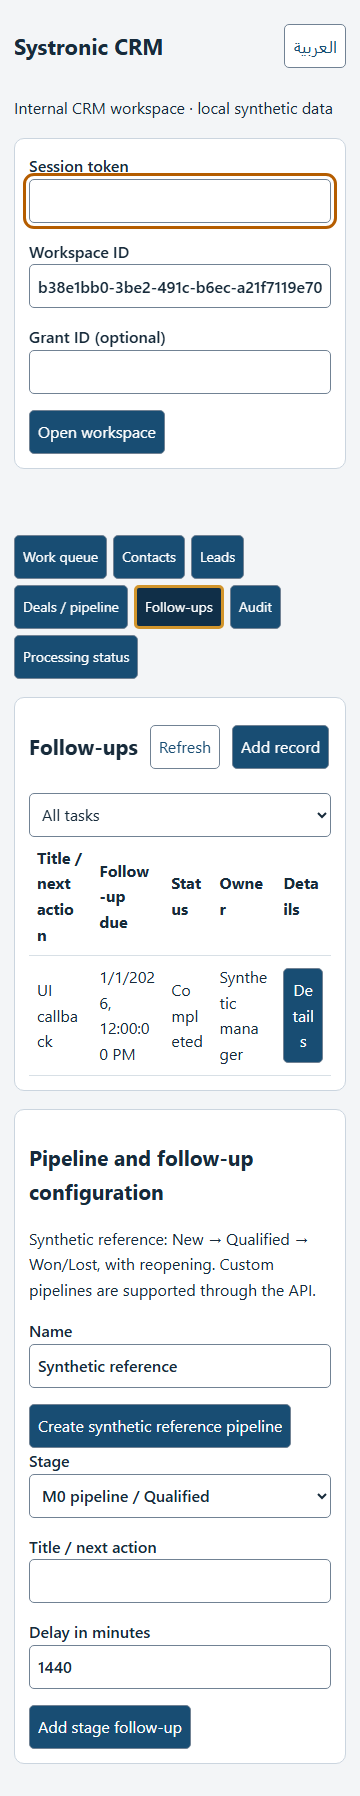 Systronic CRM
العربية
Internal CRM workspace · local synthetic data
Session token
Workspace ID
b38e1bb0-3be2-491c-b6ec-a21f7119e70
Grant ID (optional)
Open workspace
Work queue
Contacts
Leads
Deals / pipeline
Follow-ups
Audit
Processing status
Follow-ups
Refresh
Add record
All tasks
Title /
next
actio
n
Follow
-up
due
Stat
us
Owne
r
Deta
ils
UI
callba
ck
1/1/202
6,
12:00:0
0 PM
Co
mpl
eted
Synthe
tic
mana
ger
De
tail
s
Pipeline and follow-up
configuration
Synthetic reference: New → Qualified →
Won/Lost, with reopening. Custom
pipelines are supported through the API.
Name
Synthetic reference
Create synthetic reference pipeline
Stage
M0 pipeline / Qualified
Title / next action
Delay in minutes
1440
Add stage follow-up